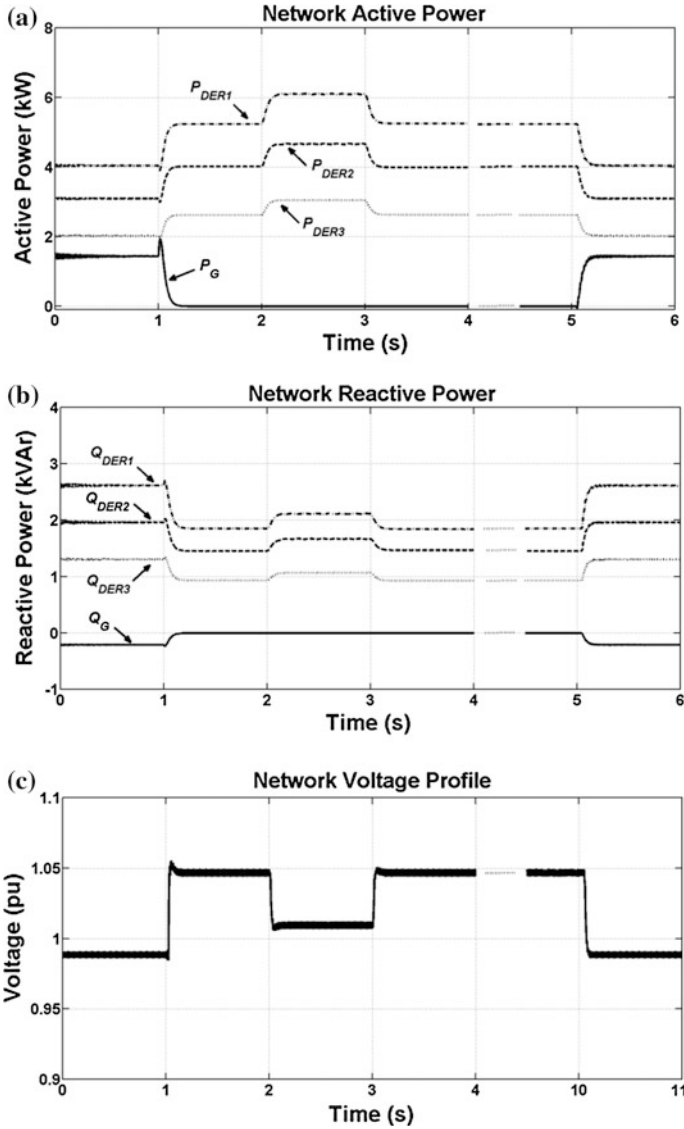 (a)
Network Active Power
Active Power (kW)
8
6
4
2
0
P_DER1
P_DER2
P_DER3
P_G
0 1 2 3 4 5 6
Time (s)
(b)
Network Reactive Power
Reactive Power (kVAr)
4
3
2
1
0
-1
Q_DER1
Q_DER2
Q_DER3
Q_G
0 1 2 3 4 5 6
Time (s)
(c)
Network Voltage Profile
Voltage (pu)
1.1
1.05
1
0.95
0.9
0 1 2 3 4 10 11
Time (s)